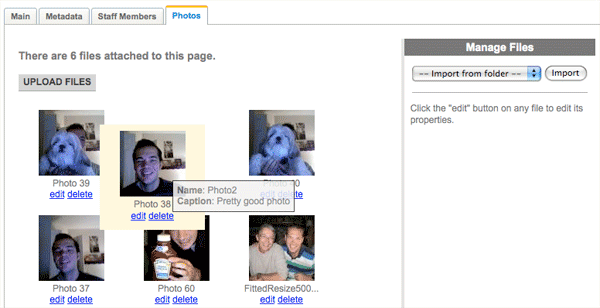 Main Metadata Staff Members Photos
There are 6 files attached to this page.
UPLOAD FILES
Photo 39
edit delete
Photo 38
edit delete
Name: Photo2
Caption: Pretty good photo
40
edit delete
Photo 37
edit delete
Photo 60
edit delete
FittedResize500...
edit delete
Manage Files
-- Import from folder -- Import
Click the "edit" button on any file to edit its
properties.